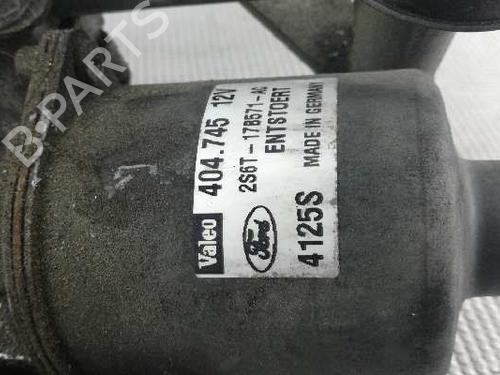 Valeo 404.745 12V
Ford 2S6T-17B571-AC
ENTSTOERT
4125S MADE IN GERMANY
B-PARTS